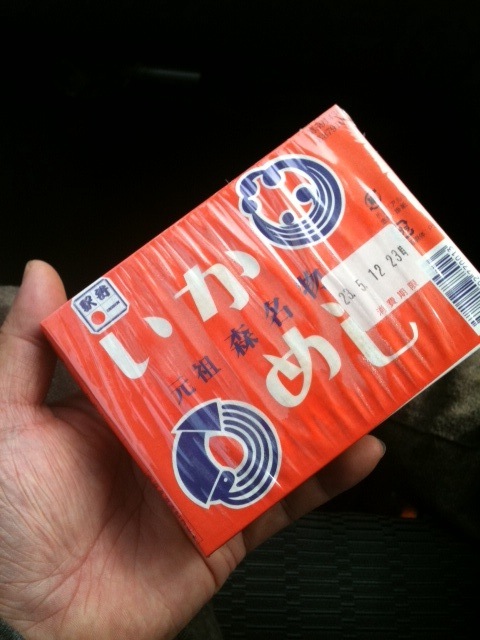 駅弁
いか
めし
元祖 森名物
23.5.12 23時
消費期限